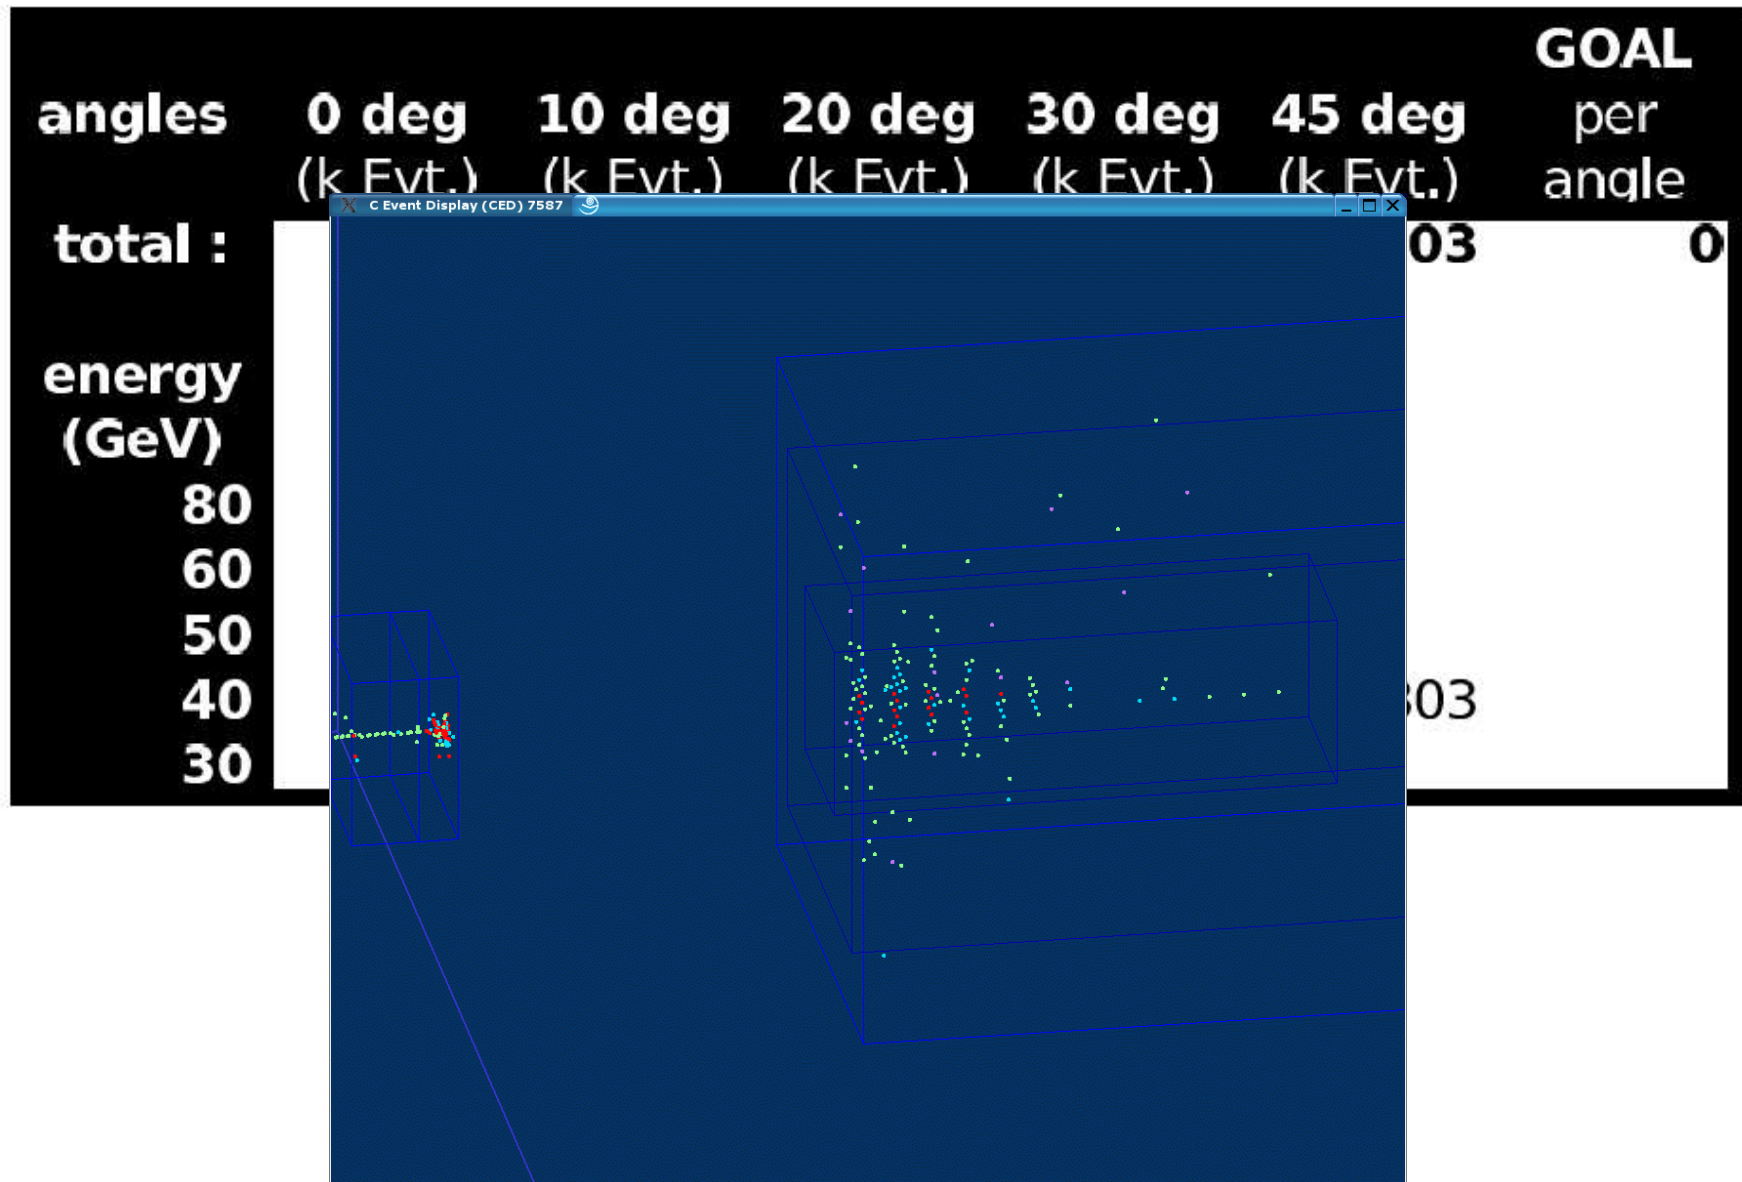 GOAL
angles 0 deg 10 deg 20 deg 30 deg 45 deg per
(k Evt.) (k Evt.) (k Evt.) (k Evt.) (k Evt.) angle
C Event Display (CED) 7587
total : 03 0
energy
(GeV)
80
60
50
40 303
30